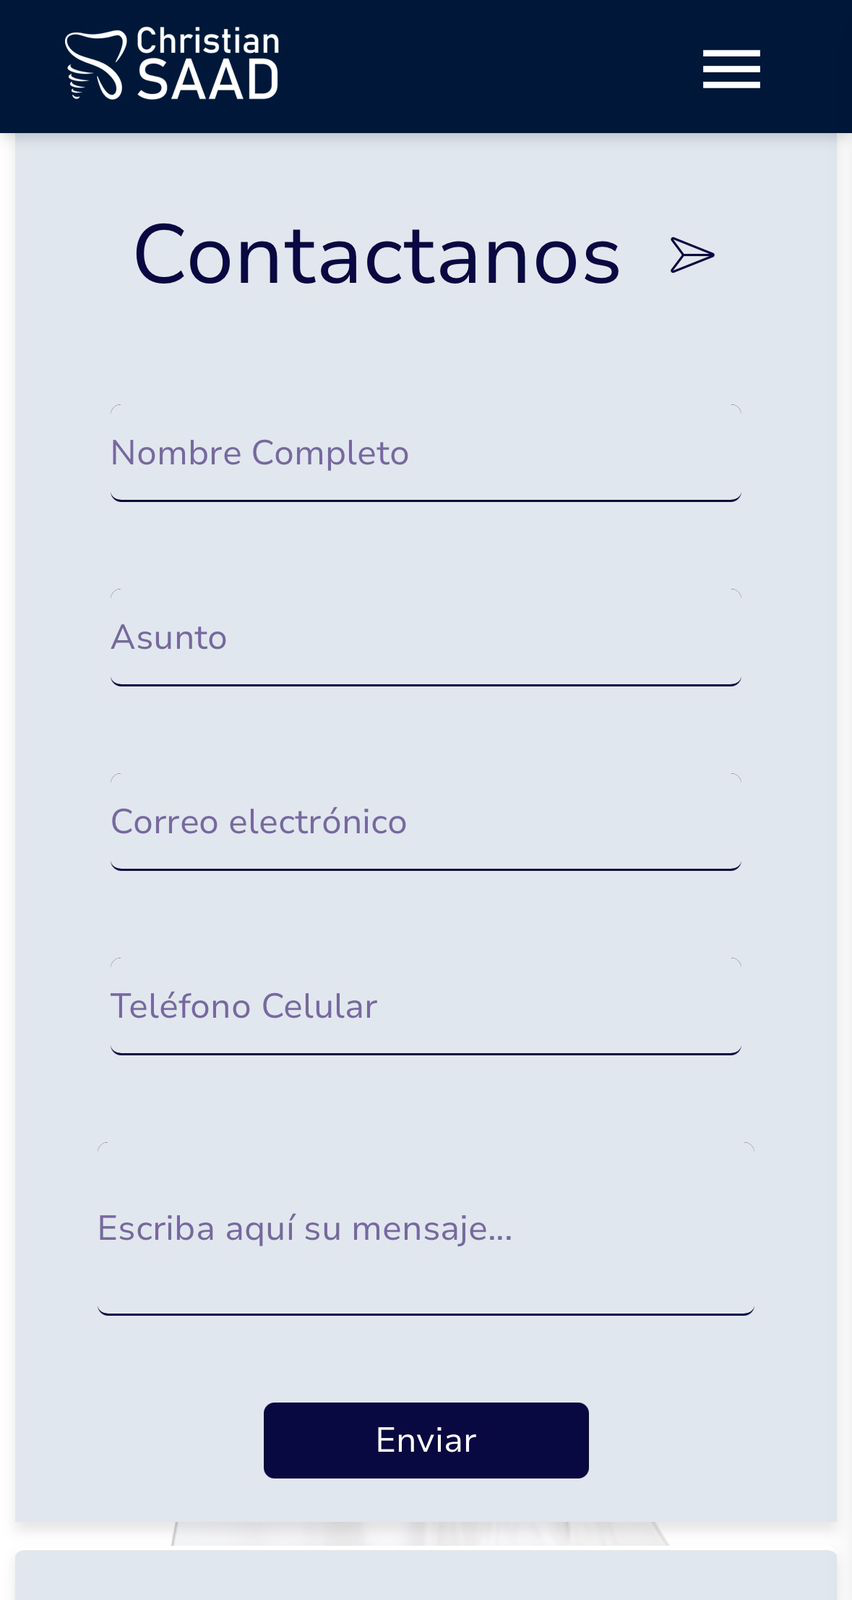 Christian
SAAD
Contactanos
Nombre Completo
Asunto
Correo electrónico
Teléfono Celular
Escriba aquí su mensaje...
Enviar